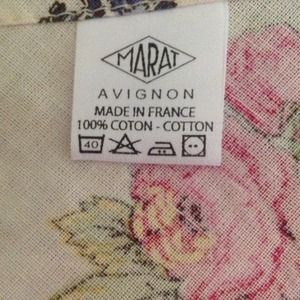 MARAT
AVIGNON
MADE IN FRANCE
100% COTON - COTTON
40